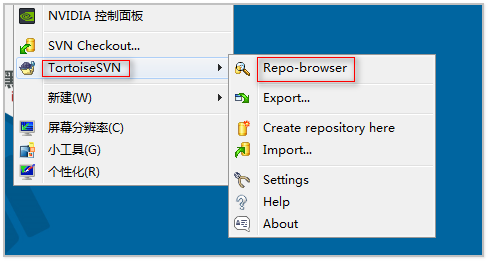 NVIDIA 控制面板
SVN Checkout...
TortoiseSVN
新建(W)
屏幕分辨率(C)
小工具(G)
个性化(R)
Repo-browser
Export...
Create repository here
Import...
Settings
Help
About